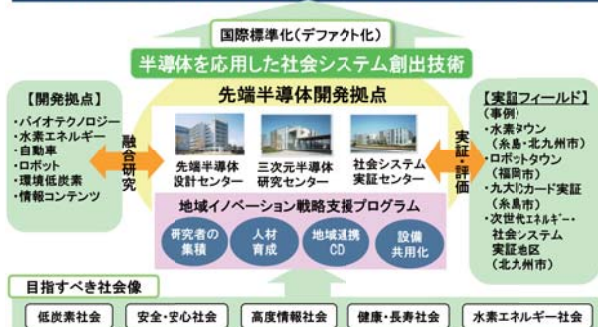 国際標準化(デファクト化)
半導体を応用した社会システム創出技術
先端半導体開発拠点
【開発拠点】
・バイオテクノロジー
・水素エネルギー
・自動車
・ロボット
・環境低炭素
・情報コンテンツ
融合研究
先端半導体
設計センター
三次元半導体
研究センター
社会システム
実証センター
実証・評価
【実証フィールド】
(事例)
・水素タウン
(糸島・北九州市)
・ロボットタウン
(福岡市)
・九大ICカード実証
(糸島市)
・次世代エネルギー・
社会システム
実証地区
(北九州市)
地域イノベーション戦略支援プログラム
研究者の
集積
人材
育成
地域連携
CD
設備
共用化
目指すべき社会像
低炭素社会
安全・安心社会
高度情報社会
健康・長寿社会
水素エネルギー社会